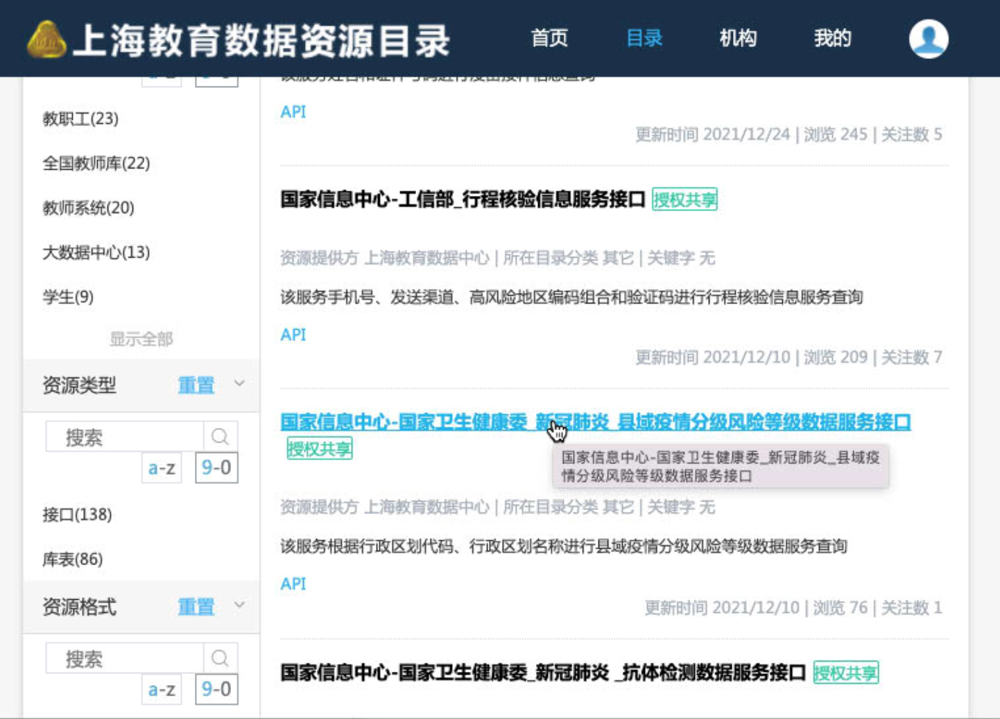 上海教育数据资源目录
首页
目录
机构
我的
教职工(23)
全国教师库(22)
教师系统(20)
大数据中心(13)
学生(9)
显示全部
资源类型
重置
搜索
a-z
9-0
接口(138)
库表(86)
资源格式
重置
搜索
a-z
9-0
API
更新时间 2021/12/24 | 浏览 245 | 关注数 5
国家信息中心-工信部_行程核验信息服务接口 授权共享
资源提供方 上海教育数据中心 | 所在目录分类 其它 | 关键字 无
该服务手机号、发送渠道、高风险地区编码组合和验证码进行行程核验信息服务查询
API
更新时间 2021/12/10 | 浏览 209 | 关注数 7
国家信息中心-国家卫生健康委_新冠肺炎_县域疫情分级风险等级数据服务接口
授权共享
国家信息中心-国家卫生健康委_新冠肺炎_县域疫
情分级风险等级数据服务接口
资源提供方 上海教育数据中心 | 所在目录分类 其它 | 关键字 无
该服务根据行政区划代码、行政区划名称进行县域疫情分级风险等级数据服务查询
API
更新时间 2021/12/10 | 浏览 76 | 关注数 1
国家信息中心-国家卫生健康委_新冠肺炎 _抗体检测数据服务接口 授权共享